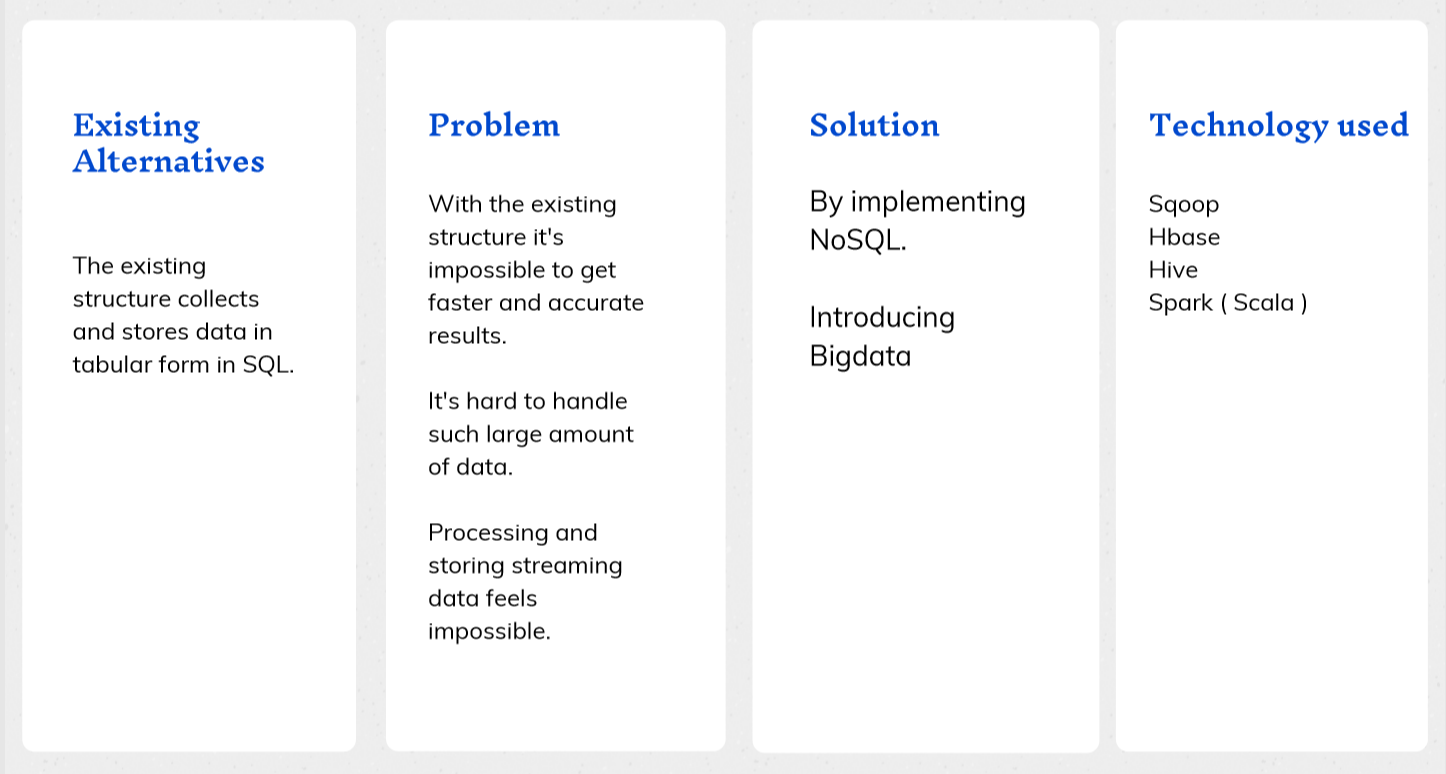 Existing
Alternatives
The existing
structure collects
and stores data in
tabular form in SQL.
Problem
With the existing
structure it's
impossible to get
faster and accurate
results.
It's hard to handle
such large amount
of data.
Processing and
storing streaming
data feels
impossible.
Solution
By implementing
NoSQL.
Introducing
Bigdata
Technology used
Sqoop
Hbase
Hive
Spark ( Scala )